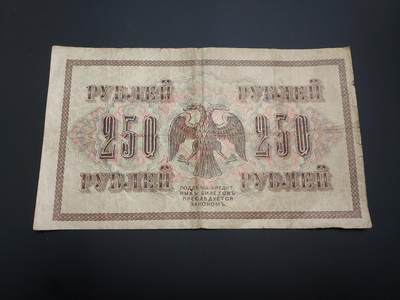 РУБЛЕЙ РУБЛЕЙ
250 250
РУБЛЕЙ РУБЛЕЙ
ПОДДѢЛКА КРЕДИТ-
НЫХЪ БИЛЕТОВЪ
ПРЕСЛѢДУЕТСЯ
ЗАКОНОМЪ.